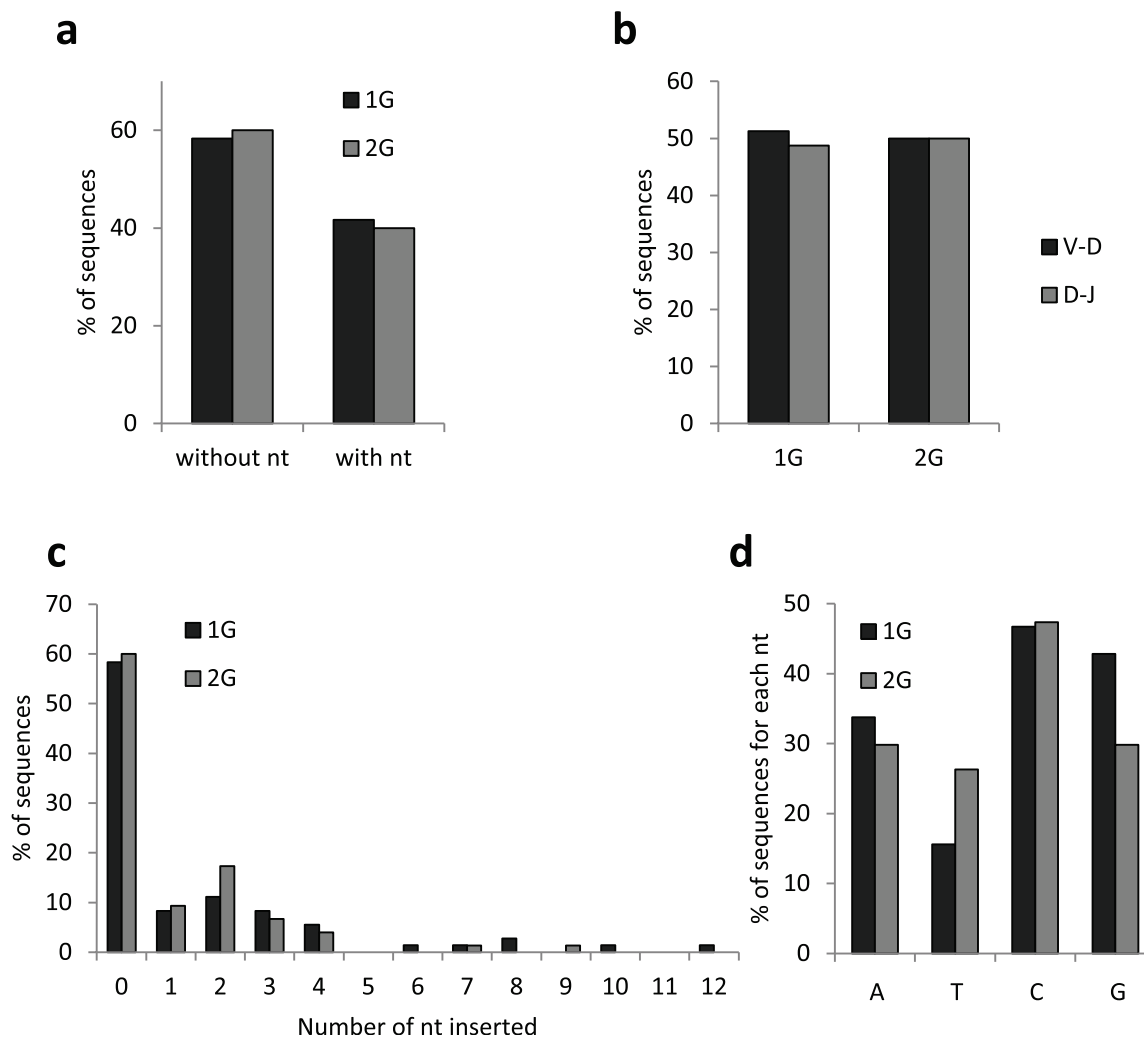 a
% of sequences
60
40
20
0
1G
2G
without nt
with nt
b
% of sequences
60
50
40
30
20
10
0
1G
2G
V-D
D-J
c
% of sequences
70
60
50
40
30
20
10
0
1G
2G
0 1 2 3 4 5 6 7 8 9 10 11 12
Number of nt inserted
d
% of sequences for each nt
50
40
30
20
10
0
1G
2G
A T C G